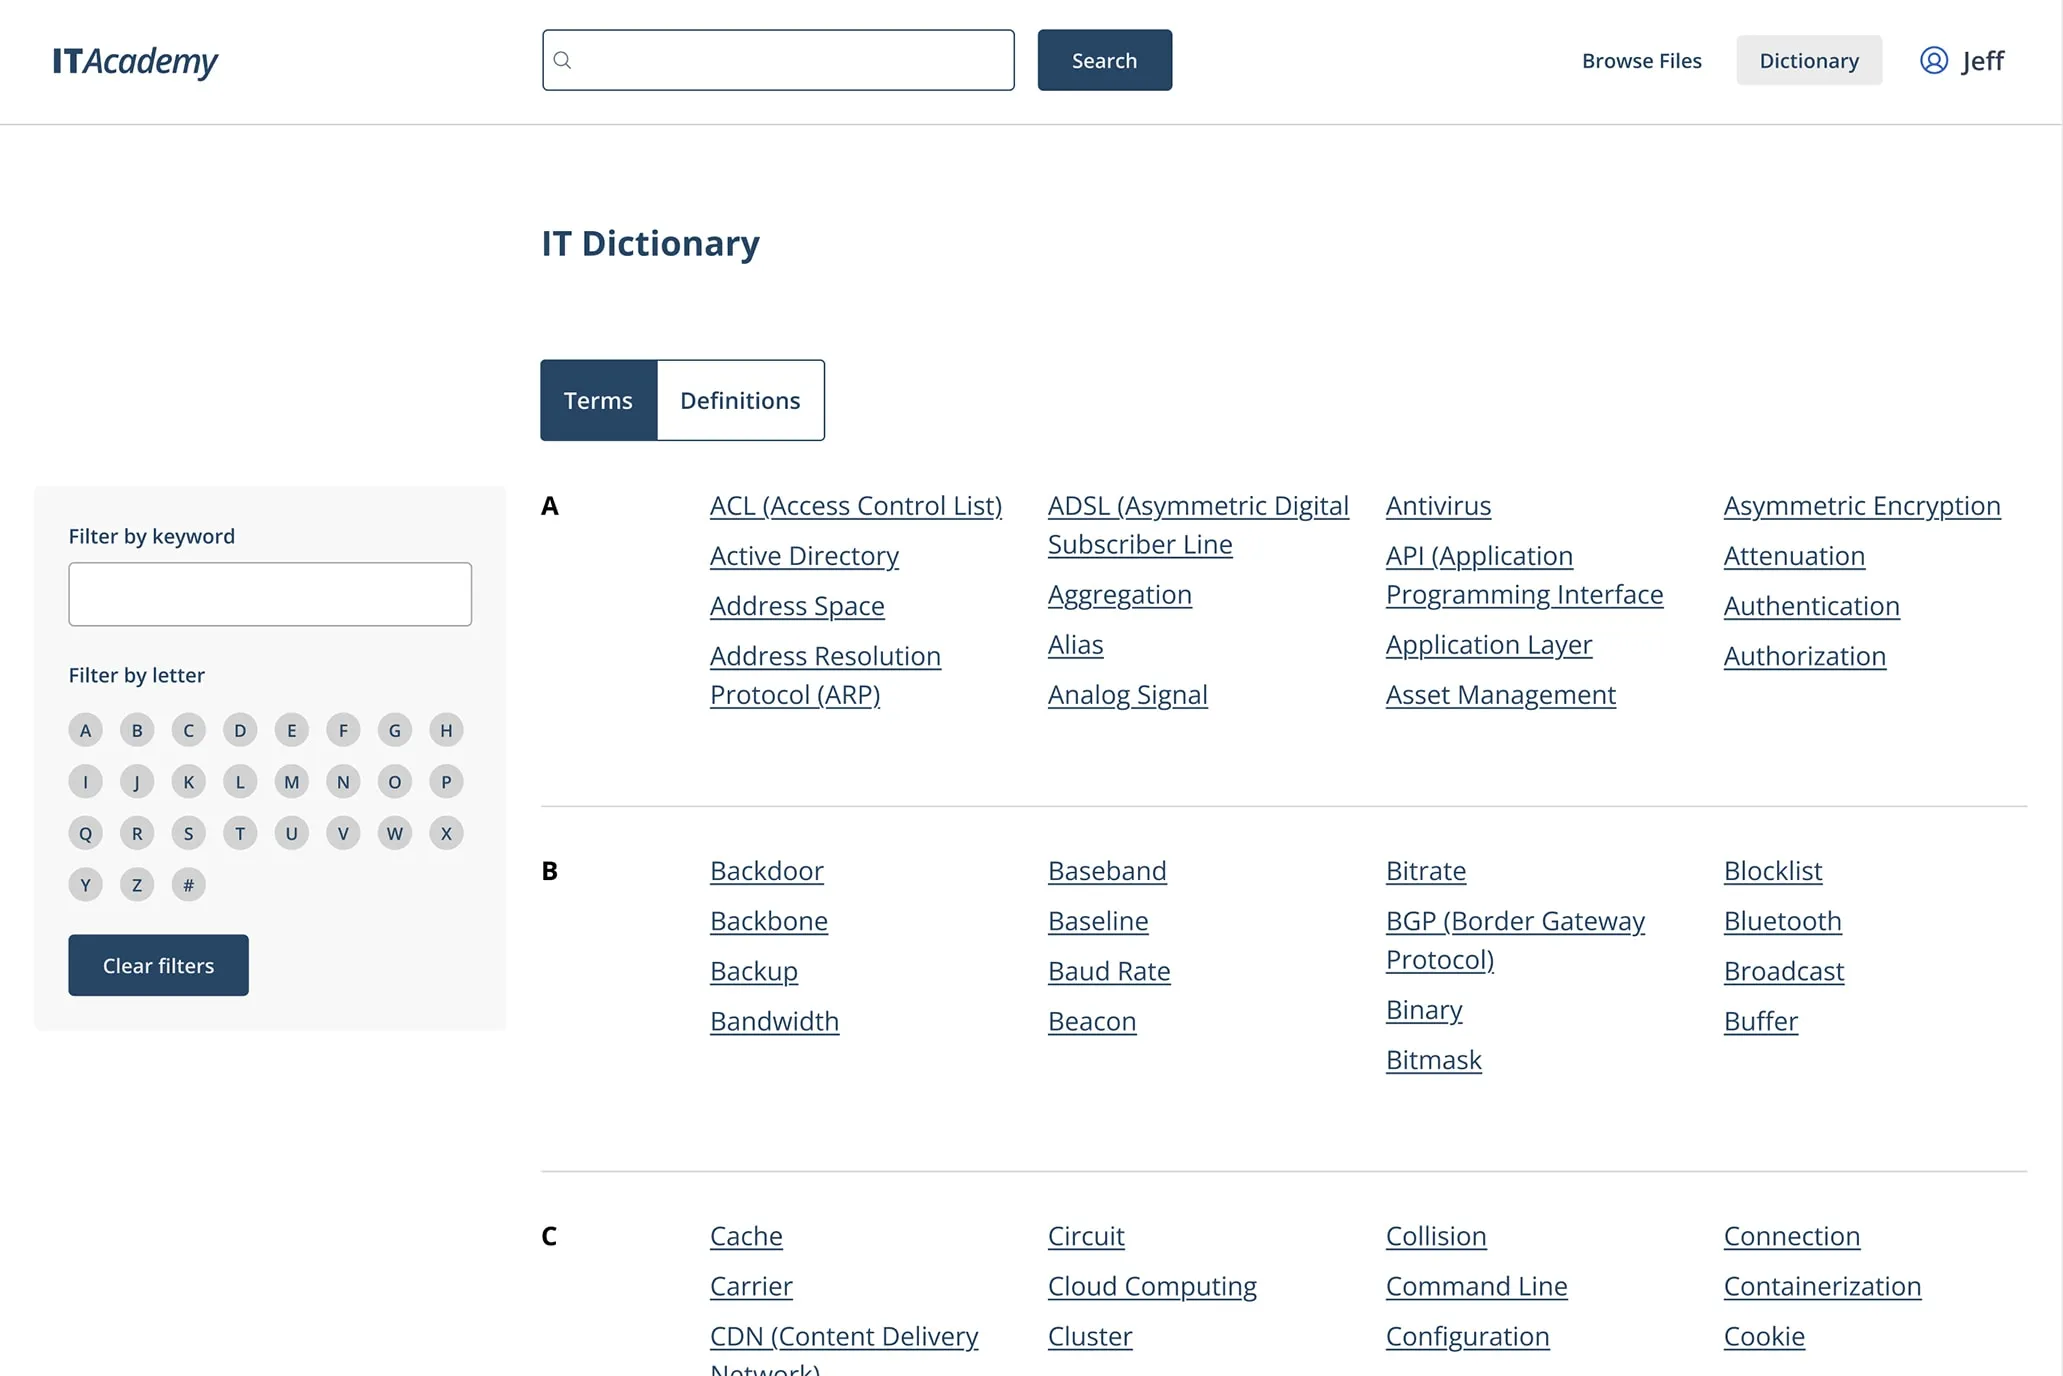 ITAcademy
Search
Browse Files
Dictionary
Jeff
IT Dictionary
Terms
Definitions
Filter by keyword
Filter by letter
A B C D E F G H
I J K L M N O P
Q R S T U V W X
Y Z #
Clear filters
A
ACL (Access Control List)
Active Directory
Address Space
Address Resolution
Protocol (ARP)
ADSL (Asymmetric Digital
Subscriber Line
Aggregation
Alias
Analog Signal
Antivirus
API (Application
Programming Interface
Application Layer
Asset Management
Asymmetric Encryption
Attenuation
Authentication
Authorization
B
Backdoor
Backbone
Backup
Bandwidth
Baseband
Baseline
Baud Rate
Beacon
Bitrate
BGP (Border Gateway
Protocol)
Binary
Bitmask
Blocklist
Bluetooth
Broadcast
Buffer
C
Cache
Carrier
CDN (Content Delivery
Network)
Circuit
Cloud Computing
Cluster
Collision
Command Line
Configuration
Connection
Containerization
Cookie